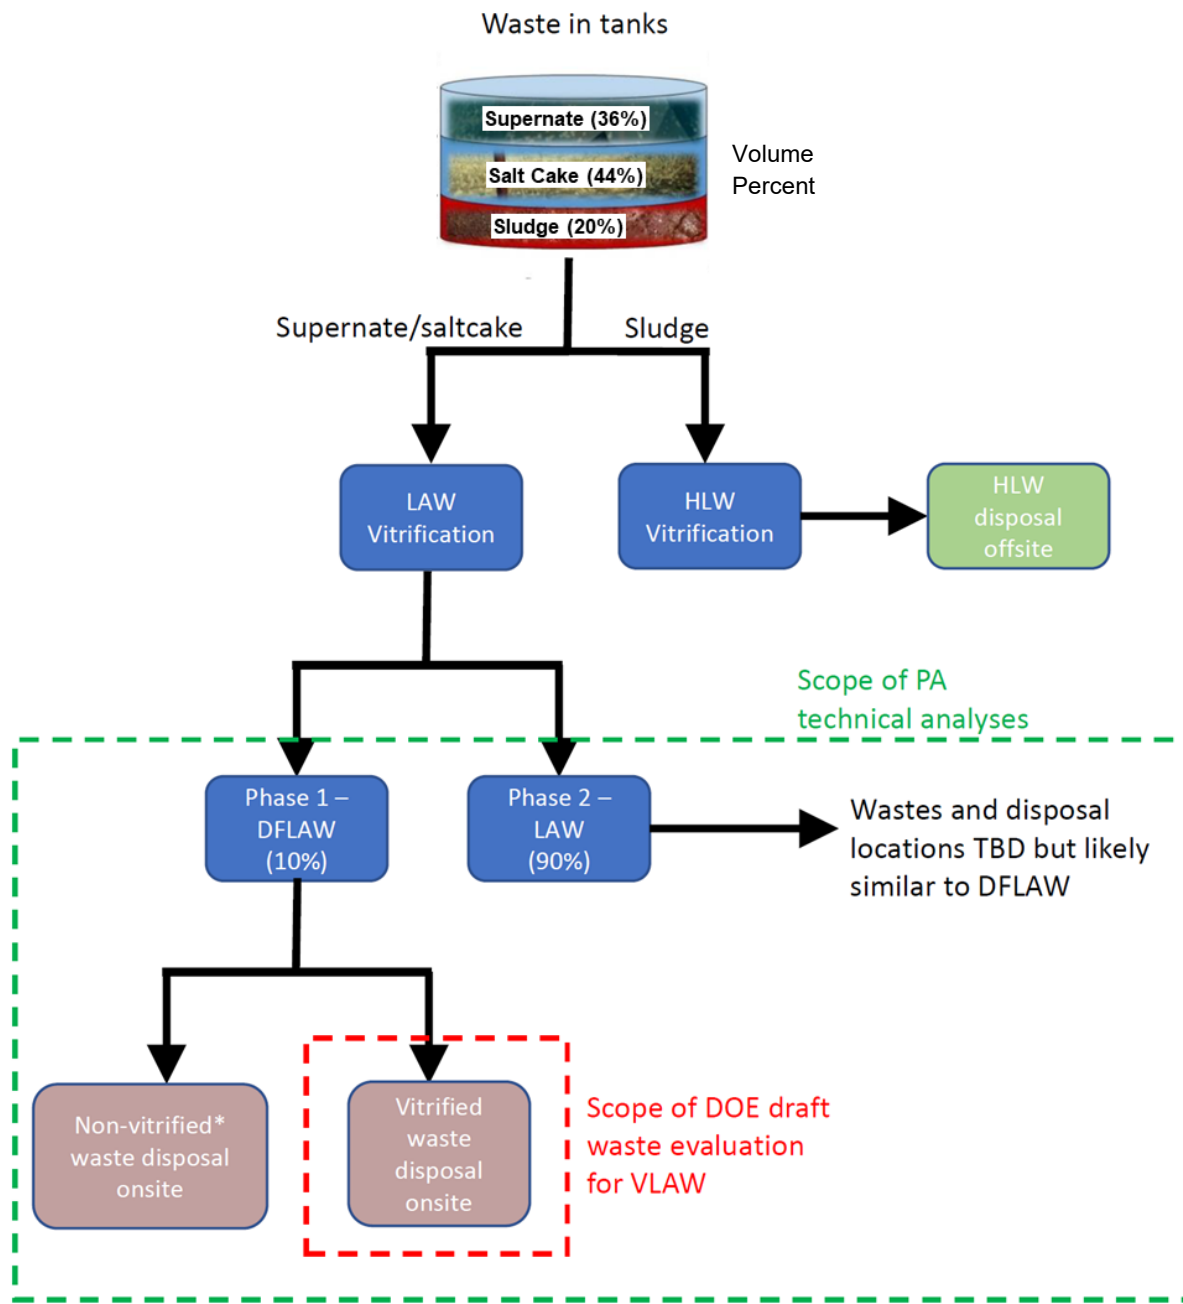 Waste in tanks
Supernate (36%)
Salt Cake (44%)
Sludge (20%)
Volume
Percent
Supernate/saltcake
Sludge
LAW
Vitrification
HLW
Vitrification
HLW
disposal
offsite
Scope of PA
technical analyses
Phase 1 –
DFLAW
(10%)
Phase 2 –
LAW
(90%)
Wastes and disposal
locations TBD but likely
similar to DFLAW
Non-vitrified*
waste disposal
onsite
Vitrified
waste
disposal
onsite
Scope of DOE draft
waste evaluation
for VLAW